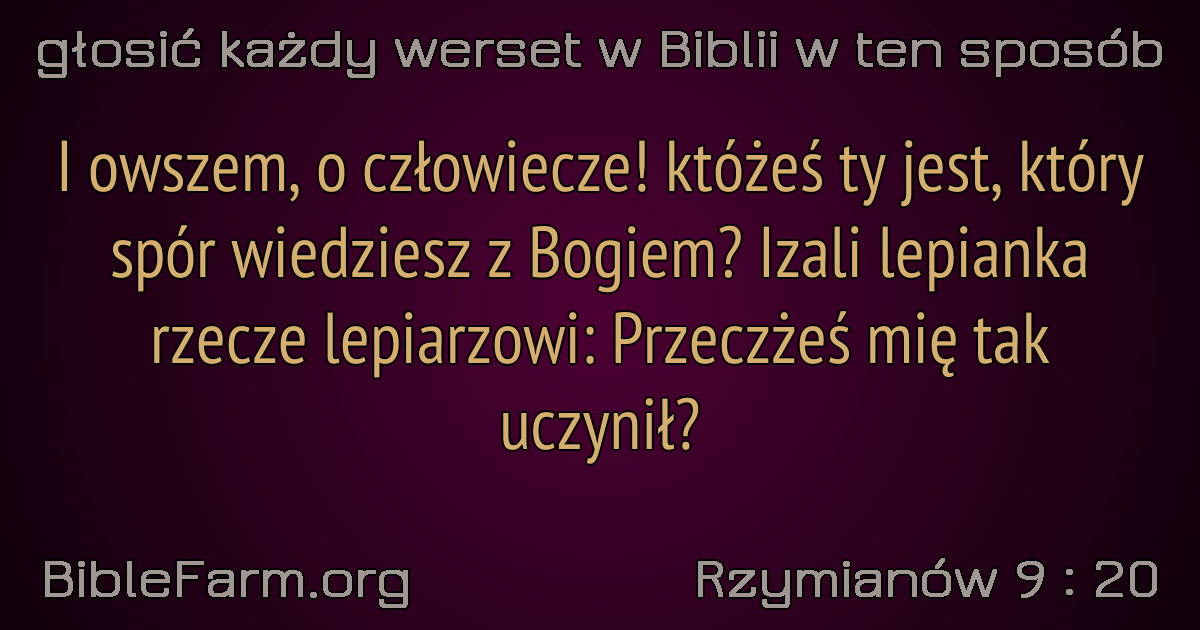 głosić każdy werset w Biblii w ten sposób
I owszem, o człowiecze! któżeś ty jest, który
spór wiedziesz z Bogiem? Izali lepianka
rzecze lepiarzowi: Przeczżeś mię tak
uczynił?
BibleFarm.org
Rzymianów 9 : 20